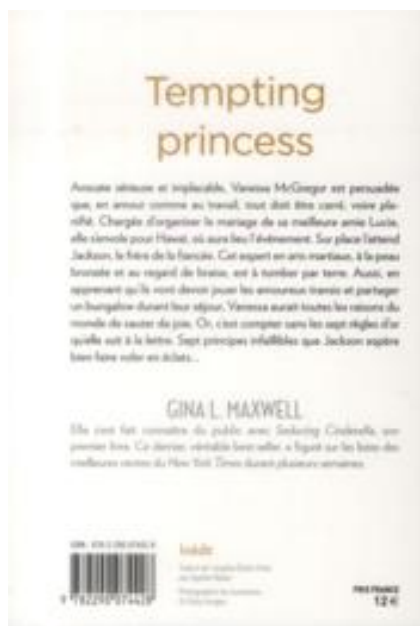 Tempting
princess
Avocate sérieuse et implacable, Vanessa McGregor est persuadée
que, en amour comme au travail, tout doit être carré, voire pla-
nifié. Chargée d'organiser le mariage de sa meilleure amie Lucie,
elle s'envole pour Hawaï, où aura lieu l'événement. Sur place l'attend
Jackson, le frère de la fiancée. Cet expert en arts martiaux, à la peau
bronzée et au regard de braise, est à tomber par terre. Aussi, en
apprenant qu'ils vont devoir jouer les amoureux transis et partager
un bungalow durant leur séjour, Vanessa aurait toutes les raisons du
monde de sauter de joie. Or, c'est compter sans les sept règles d'or
qu'elle suit à la lettre. Sept principes infaillibles que Jackson espère
bien faire voler en éclats...
GINA L. MAXWELL
Elle s'est fait connaître du public avec Seducing Cinderella, son
premier livre. Ce dernier, véritable best-seller, a figuré sur les listes des
meilleures ventes du New York Times durant plusieurs semaines.
Inédit
PRIX FRANCE
12 €
9 782290 074428